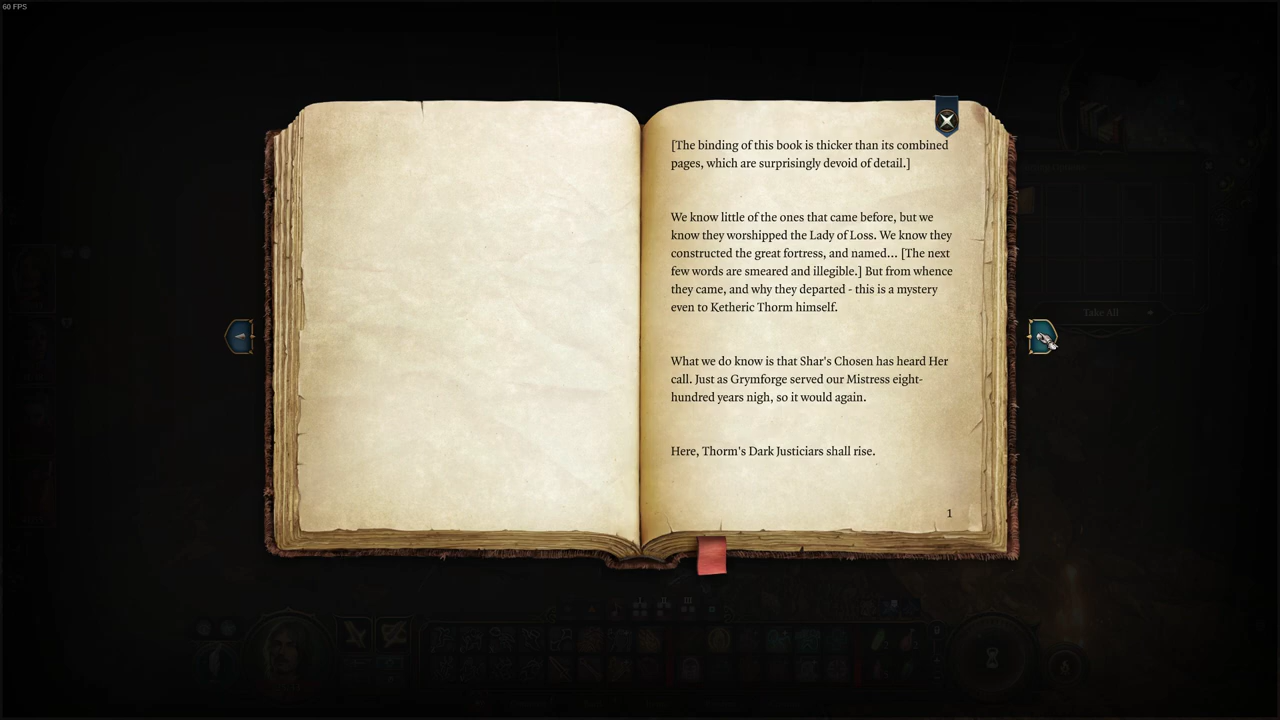 60 FPS
[The binding of this book is thicker than its combined
pages, which are surprisingly devoid of detail.]
We know little of the ones that came before, but we
know they worshipped the Lady of Loss. We know they
constructed the great fortress, and named... [The next
few words are smeared and illegible.] But from whence
they came, and why they departed - this is a mystery
even to Ketheric Thorm himself.
Take All
What we do know is that Shar's Chosen has heard Her
call. Just as Grymforge served our Mistress eight-
hundred years nigh, so it would again.
Here, Thorm's Dark Justiciars shall rise.
1